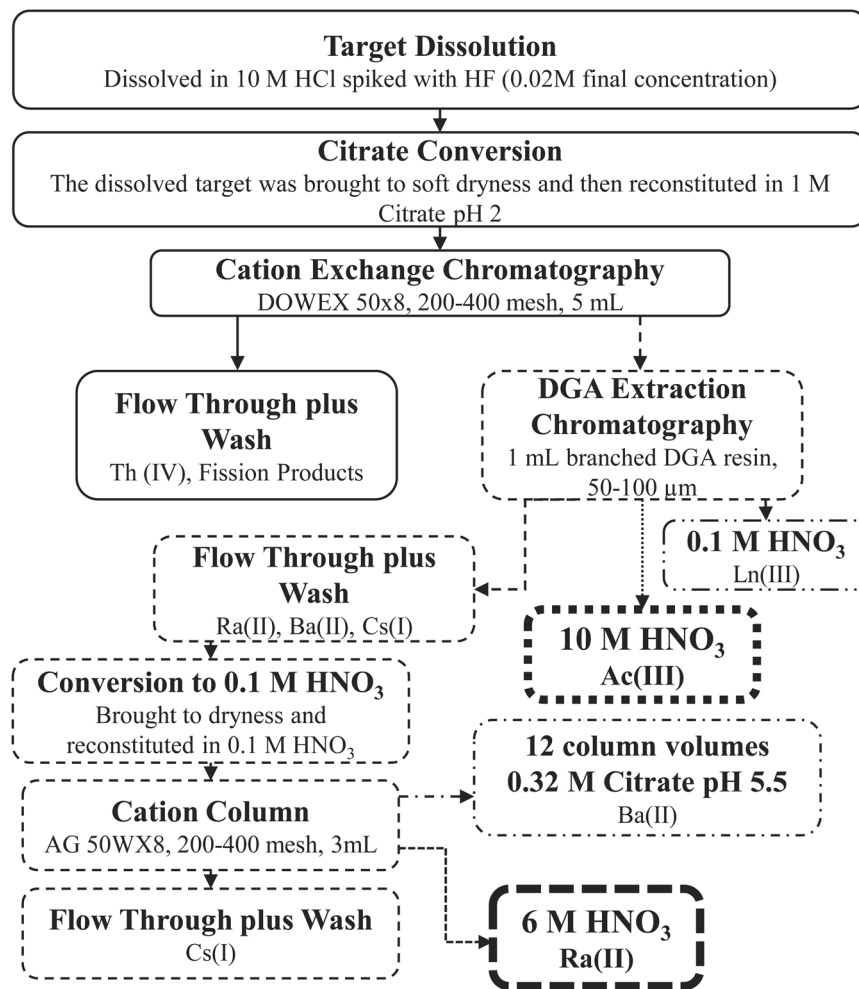 Target Dissolution
Dissolved in 10 M HCl spiked with HF (0.02M final concentration)
Citrate Conversion
The dissolved target was brought to soft dryness and then reconstituted in 1 M
Citrate pH 2
Cation Exchange Chromatography
DOWEX 50x8, 200-400 mesh, 5 mL
Flow Through plus
Wash
Th (IV), Fission Products
DGA Extraction
Chromatography
1 mL branched DGA resin,
50-100 µm
0.1 M HNO₃
Ln(III)
Flow Through plus
Wash
Ra(II), Ba(II), Cs(I)
10 M HNO₃
Ac(III)
Conversion to 0.1 M HNO₃
Brought to dryness and
reconstituted in 0.1 M HNO₃
12 column volumes
0.32 M Citrate pH 5.5
Ba(II)
Cation Column
AG 50WX8, 200-400 mesh, 3mL
Flow Through plus Wash
Cs(I)
6 M HNO₃
Ra(II)